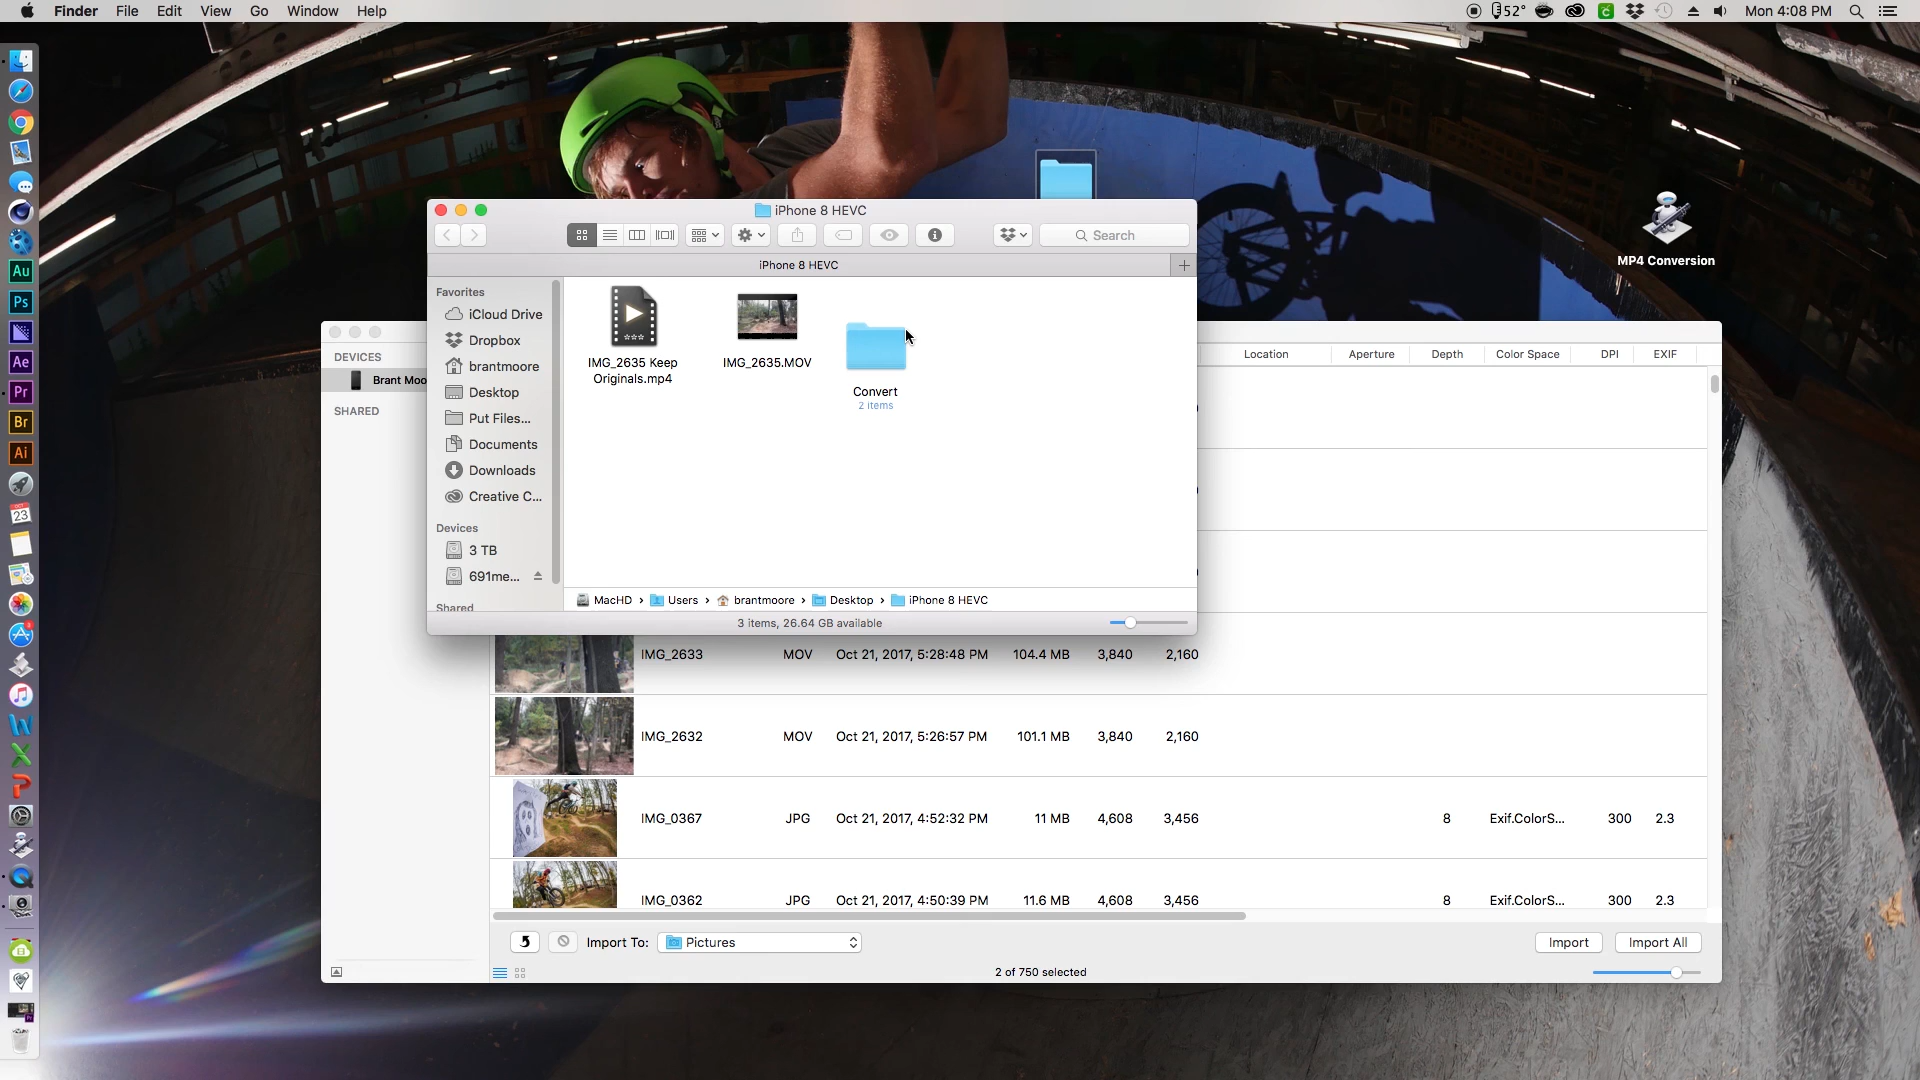 Finder File Edit View Go Window Help
52° Mon 4:08 PM
iPhone 8 HEVC
Search
iPhone 8 HEVC
Favorites
iCloud Drive
Dropbox
brantmoore
Desktop
Put Files...
Documents
Downloads
Creative C...
Devices
3 TB
691me...
Shared
IMG_2635 Keep
Originals.mp4
IMG_2635.MOV
Convert
2 items
MacHD › Users › brantmoore › Desktop › iPhone 8 HEVC
3 items, 26.64 GB available
MP4 Conversion
DEVICES
Brant Moo
SHARED
Location Aperture Depth Color Space DPI EXIF
IMG_2633 MOV Oct 21, 2017, 5:28:48 PM 104.4 MB 3,840 2,160
IMG_2632 MOV Oct 21, 2017, 5:26:57 PM 101.1 MB 3,840 2,160
IMG_0367 JPG Oct 21, 2017, 4:52:32 PM 11 MB 4,608 3,456 8 Exif.ColorS... 300 2.3
IMG_0362 JPG Oct 21, 2017, 4:50:39 PM 11.6 MB 4,608 3,456 8 Exif.ColorS... 300 2.3
Import To: Pictures Import Import All
2 of 750 selected
Au
Ps
Ae
Pr
Br
Ai
23